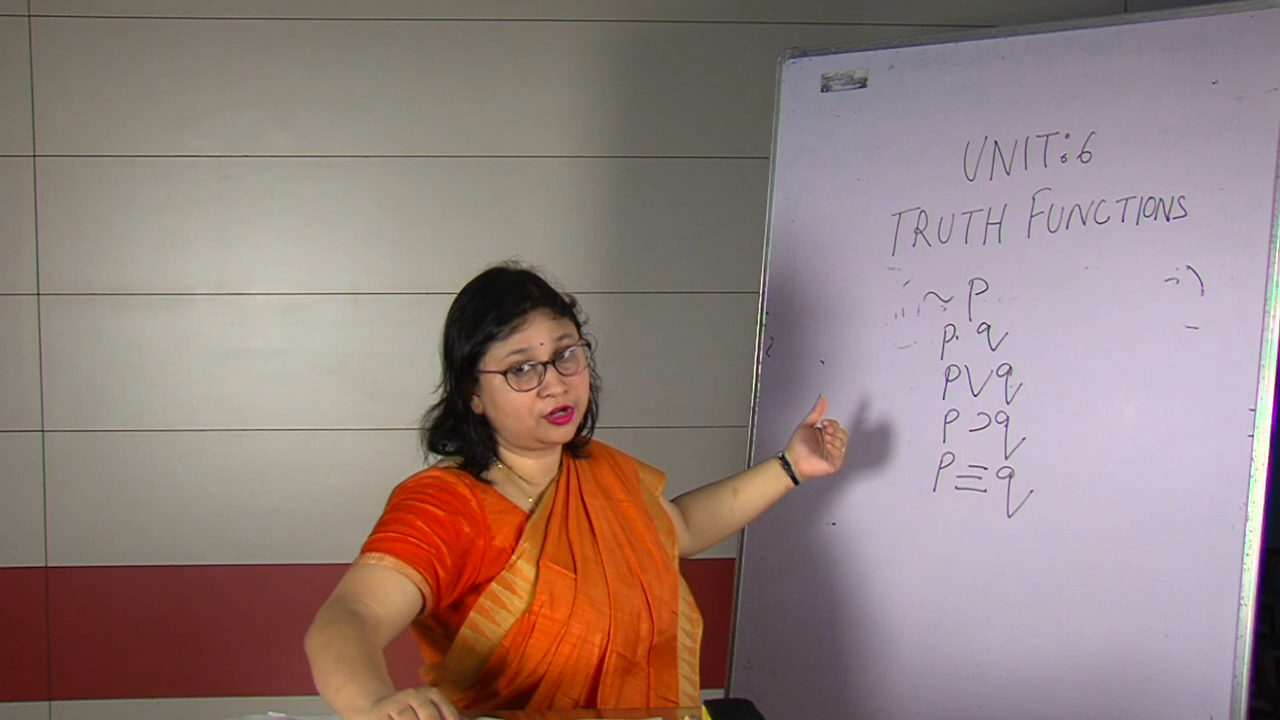 UNIT:6
TRUTH FUNCTIONS
~ P
p · q
p ∨ q
p ⊃ q
p ≡ q